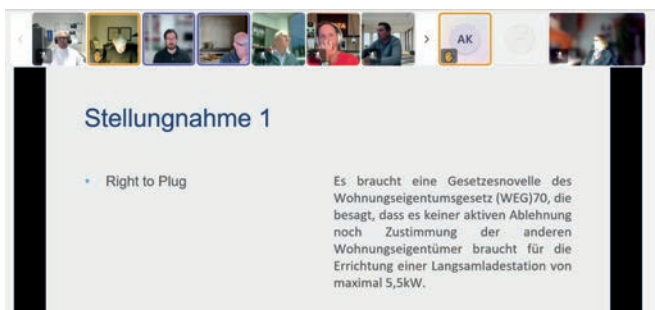 AK
Stellungnahme 1
• Right to Plug
Es braucht eine Gesetzesnovelle des
Wohnungseigentumsgesetz (WEG)70, die
besagt, dass es keiner aktiven Ablehnung
noch Zustimmung der anderen
Wohnungseigentümer braucht für die
Errichtung einer Langsamladestation von
maximal 5,5kW.